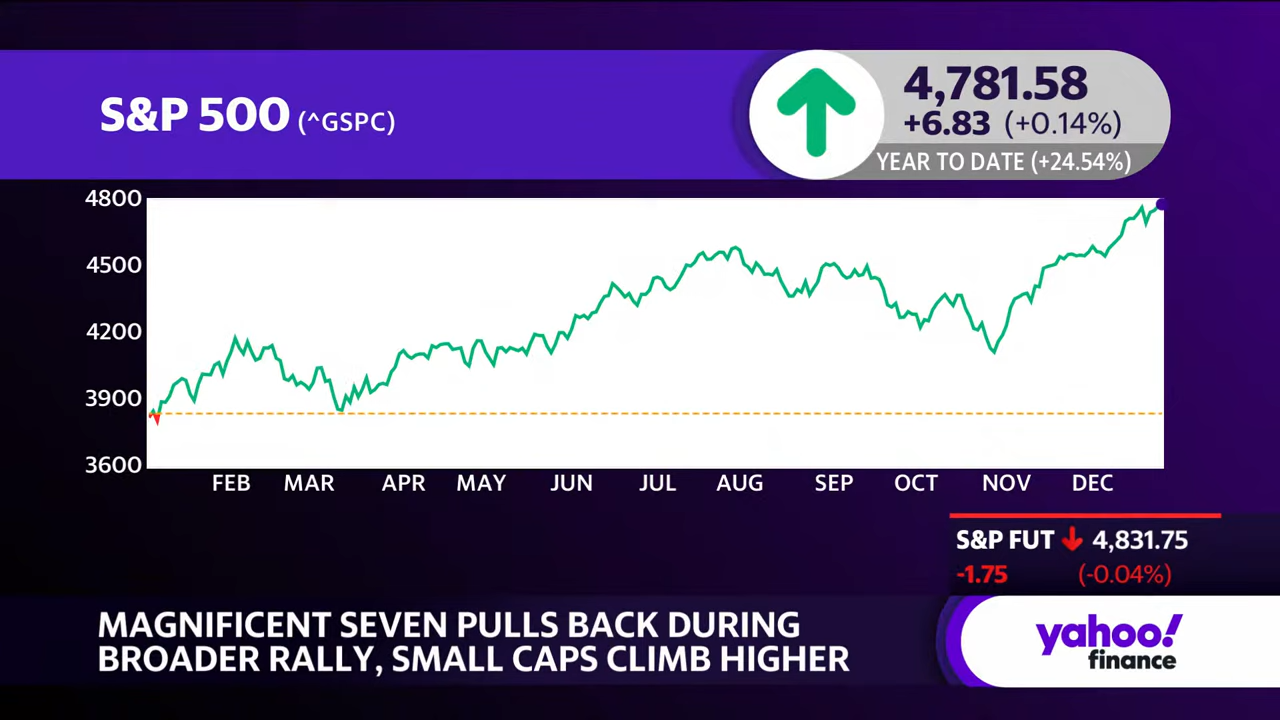 S&P 500 (^GSPC)
4,781.58
+6.83 (+0.14%)
YEAR TO DATE (+24.54%)
4800
4500
4200
3900
3600
FEB MAR APR MAY JUN JUL AUG SEP OCT NOV DEC
S&P FUT 4,831.75
-1.75 (-0.04%)
MAGNIFICENT SEVEN PULLS BACK DURING
BROADER RALLY, SMALL CAPS CLIMB HIGHER
yahoo!
finance